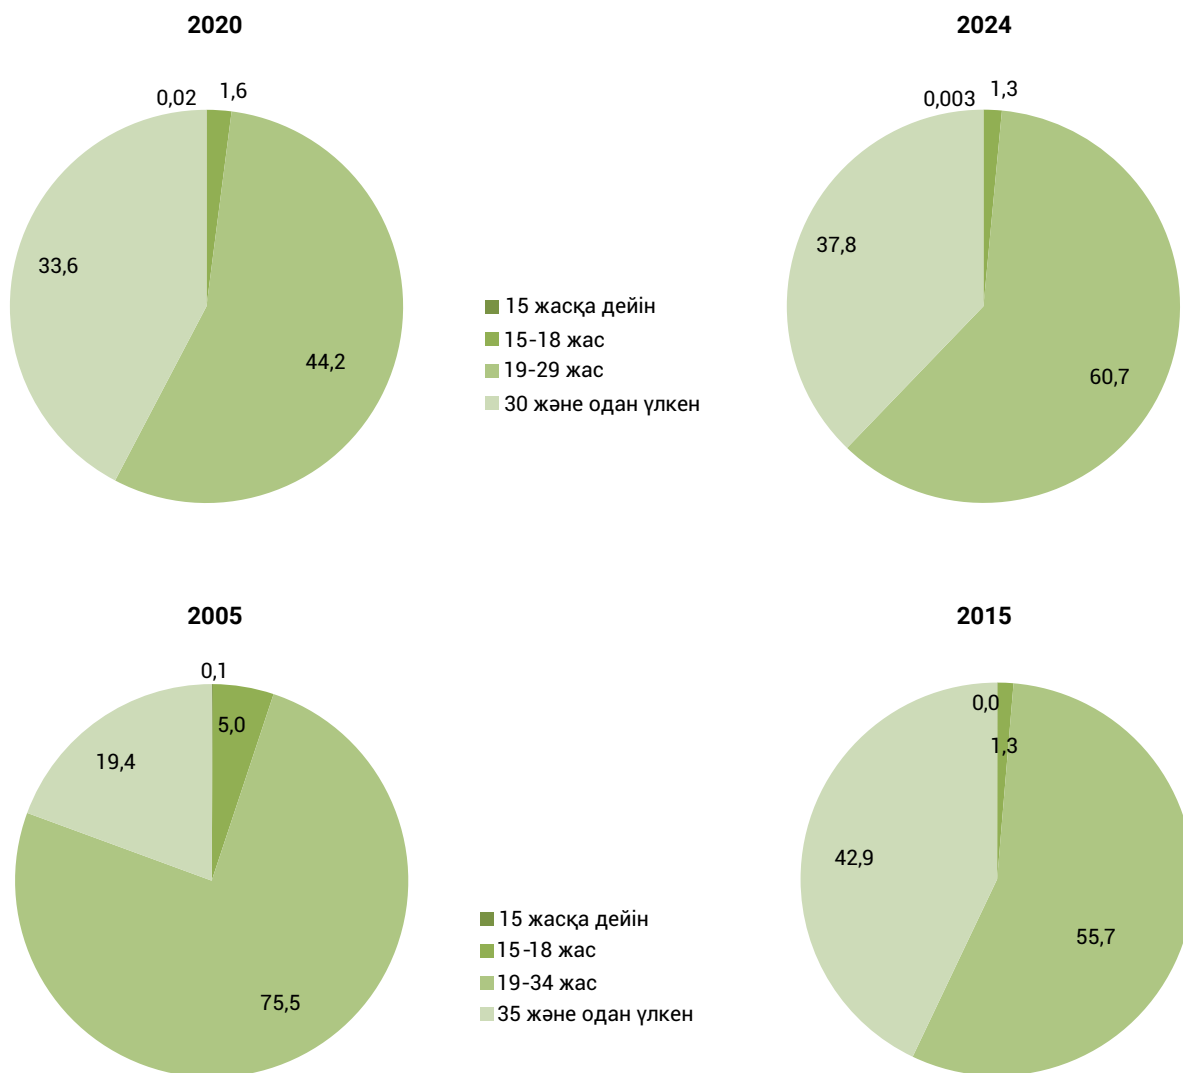 2020
2024
0,02
1,6
0,003
1,3
33,6
37,8
44,2
60,7
15 жасқа дейін
15-18 жас
19-29 жас
30 және одан үлкен
2005
2015
0,1
5,0
0,0
1,3
19,4
42,9
55,7
75,5
15 жасқа дейін
15-18 жас
19-34 жас
35 және одан үлкен